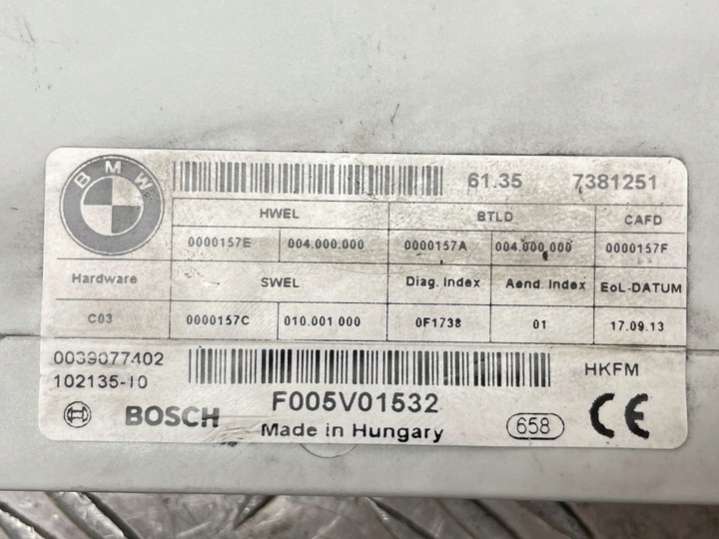 BMW
61.35 7381251
HWEL BTLD CAFD
0000157E 004.000.000 0000157A 004.000.000 0000157F
Hardware SWEL Diag. Index Aend. Index EoL-DATUM
C03 0000157C 010.001 000 0F1738 01 17.09.13
0039077402
102135-10
HKFM
BOSCH F005V01532
Made in Hungary
658
CE